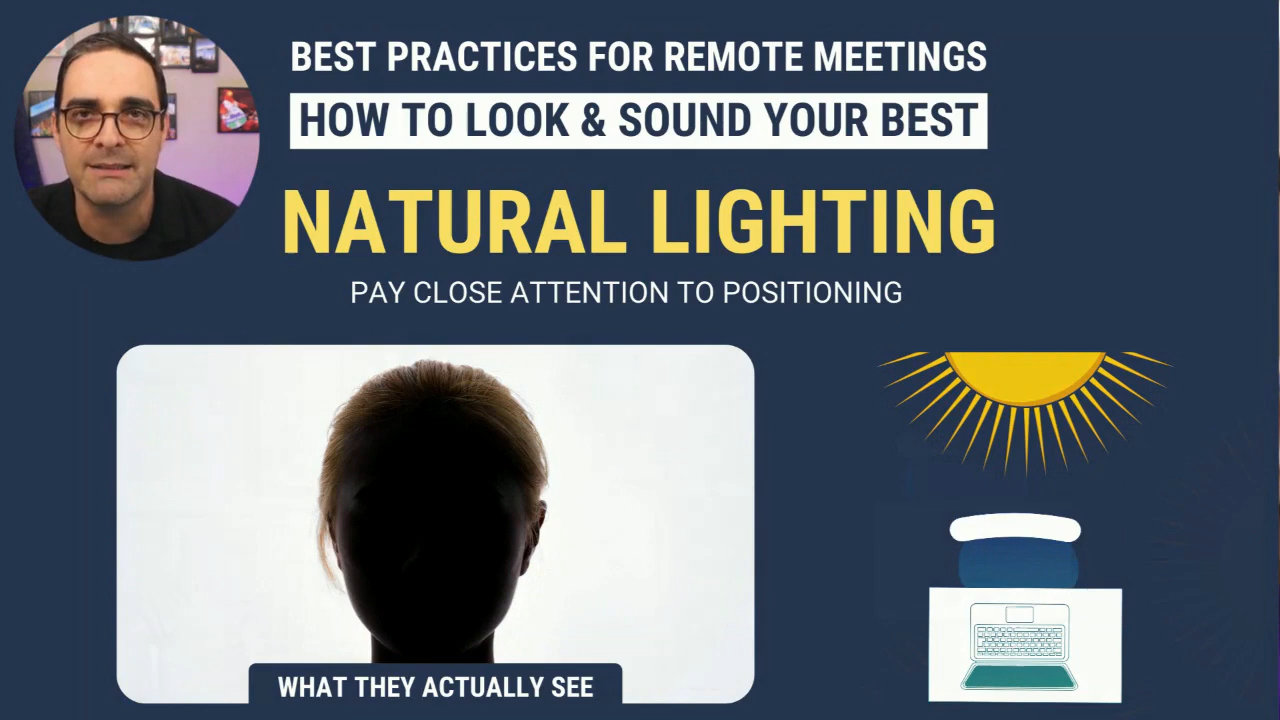 BEST PRACTICES FOR REMOTE MEETINGS
HOW TO LOOK & SOUND YOUR BEST
NATURAL LIGHTING
PAY CLOSE ATTENTION TO POSITIONING
WHAT THEY ACTUALLY SEE